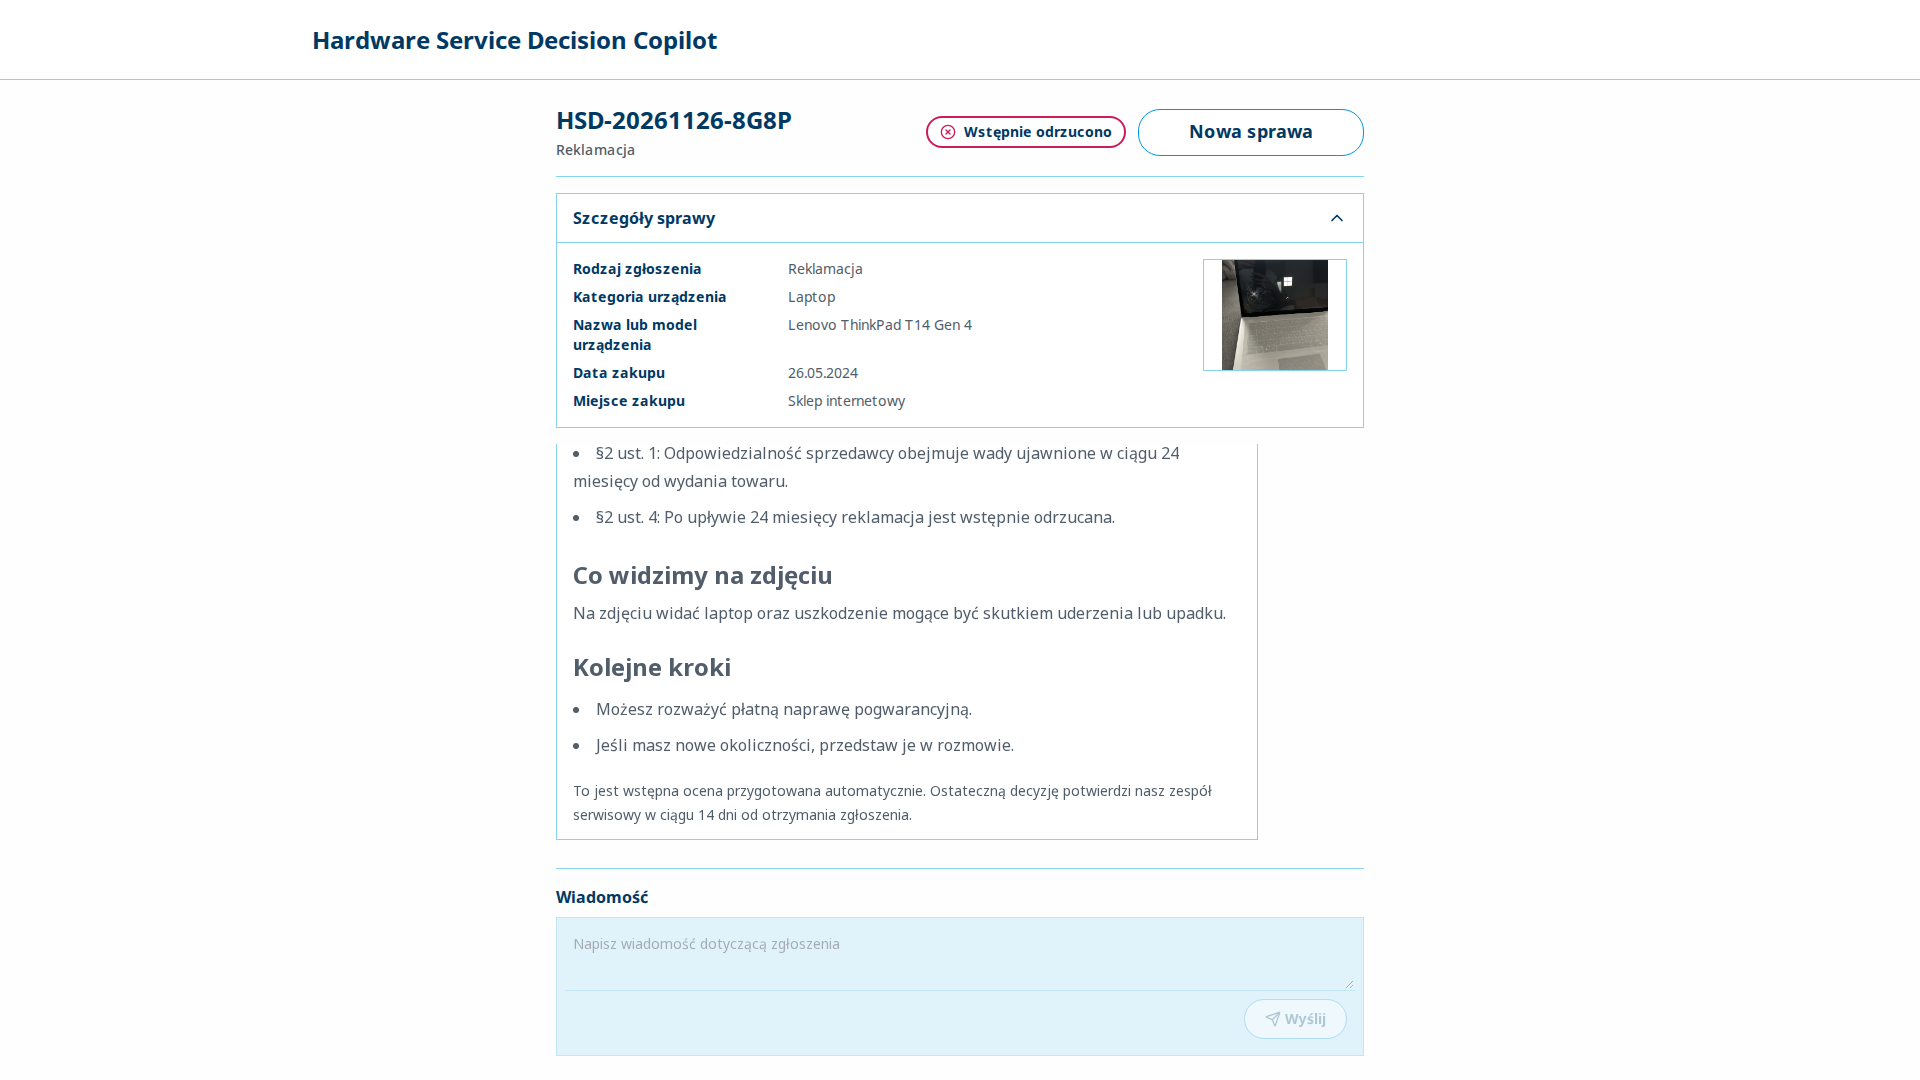 Hardware Service Decision Copilot
HSD-20261126-8G8P
Reklamacja
Wstępnie odrzucono
Nowa sprawa
Szczegóły sprawy
Rodzaj zgłoszenia
Reklamacja
Kategoria urządzenia
Laptop
Nazwa lub model
urządzenia
Lenovo ThinkPad T14 Gen 4
Data zakupu
26.05.2024
Miejsce zakupu
Sklep internetowy
• §2 ust. 1: Odpowiedzialność sprzedawcy obejmuje wady ujawnione w ciągu 24
miesięcy od wydania towaru.
• §2 ust. 4: Po upływie 24 miesięcy reklamacja jest wstępnie odrzucana.
Co widzimy na zdjęciu
Na zdjęciu widać laptop oraz uszkodzenie mogące być skutkiem uderzenia lub upadku.
Kolejne kroki
• Możesz rozważyć płatną naprawę pogwarancyjną.
• Jeśli masz nowe okoliczności, przedstaw je w rozmowie.
To jest wstępna ocena przygotowana automatycznie. Ostateczną decyzję potwierdzi nasz zespół
serwisowy w ciągu 14 dni od otrzymania zgłoszenia.
Wiadomość
Napisz wiadomość dotyczącą zgłoszenia
Wyślij